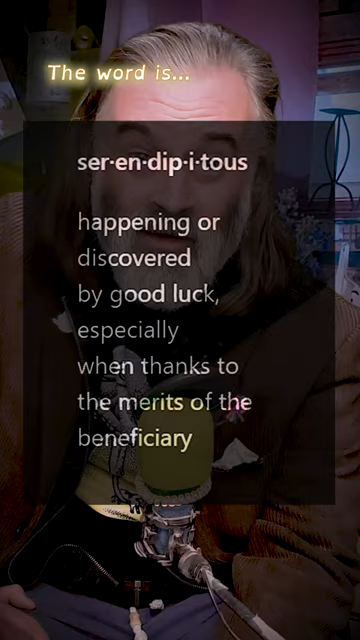 The word is...
ser·en·dip·i·tous
happening or
discovered
by good luck,
especially
when thanks to
the merits of the
beneficiary